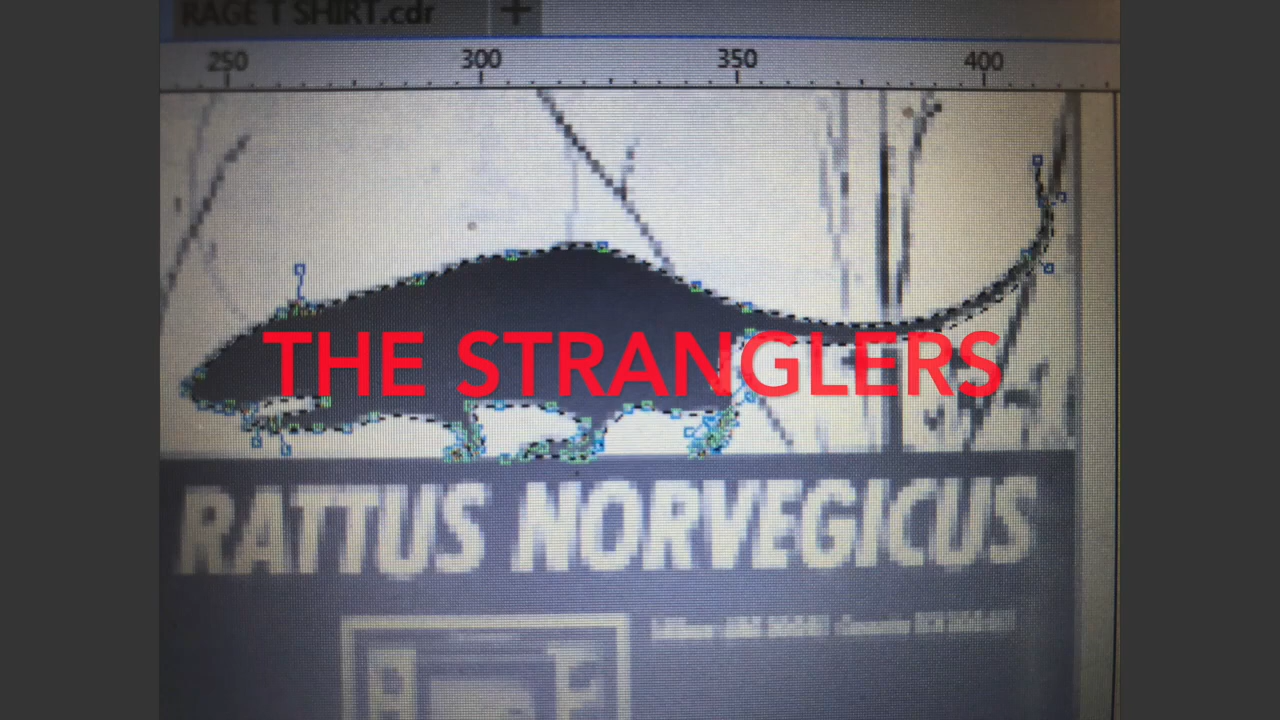 RAGE T SHIRT.cdr +
250 300 350 400
THE STRANGLERS
RATTUS NORVEGICUS